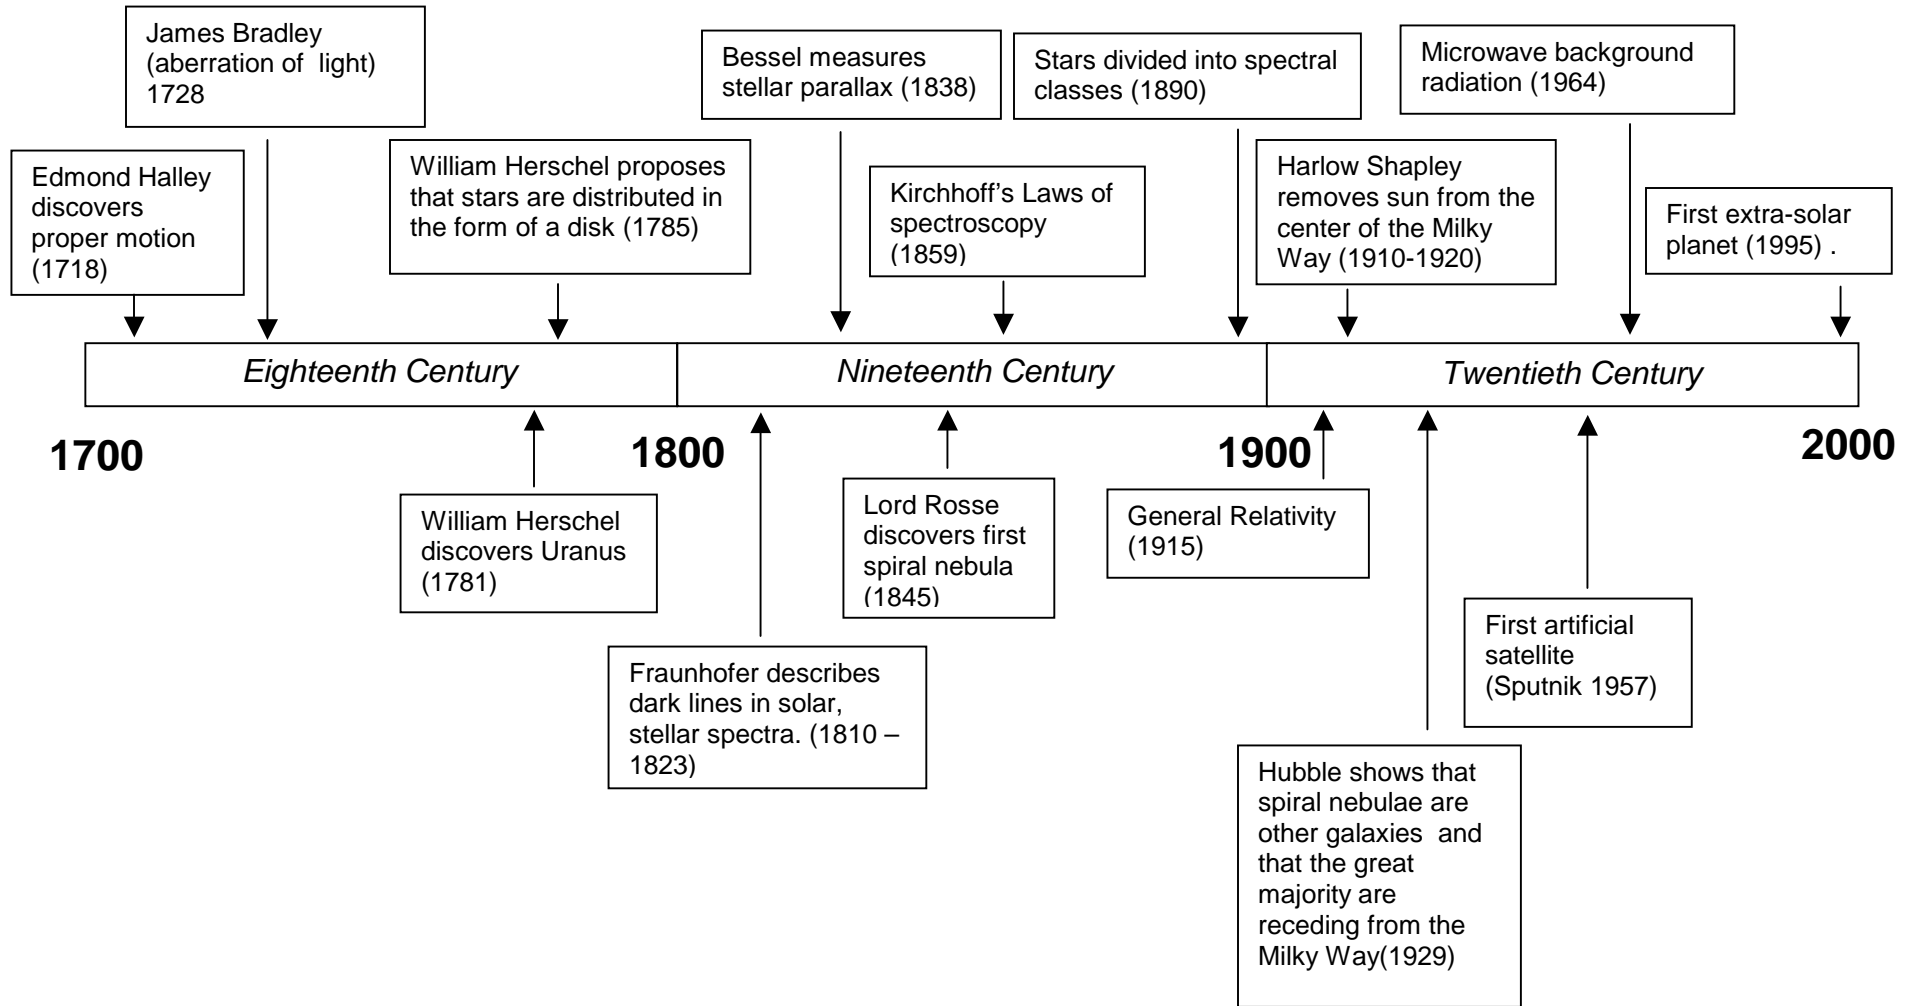 James Bradley
(aberration of  light)
1728
Bessel measures
stellar parallax (1838)
Stars divided into spectral
classes (1890)
Microwave background
radiation (1964)
Edmond Halley
discovers
proper motion
(1718)
William Herschel proposes
that stars are distributed in
the form of a disk (1785)
Kirchhoff’s Laws of
spectroscopy
(1859)
Harlow Shapley
removes sun from the
center of the Milky
Way (1910-1920)
First extra-solar
planet (1995) .
Eighteenth Century
Nineteenth Century
Twentieth Century
1700
1800
1900
2000
William Herschel
discovers Uranus
(1781)
Lord Rosse
discovers first
spiral nebula
(1845)
General Relativity
(1915)
Fraunhofer describes
dark lines in solar,
stellar spectra. (1810 –
1823)
First artificial
satellite
(Sputnik 1957)
Hubble shows that
spiral nebulae are
other galaxies  and
that the great
majority are
receding from the
Milky Way(1929)